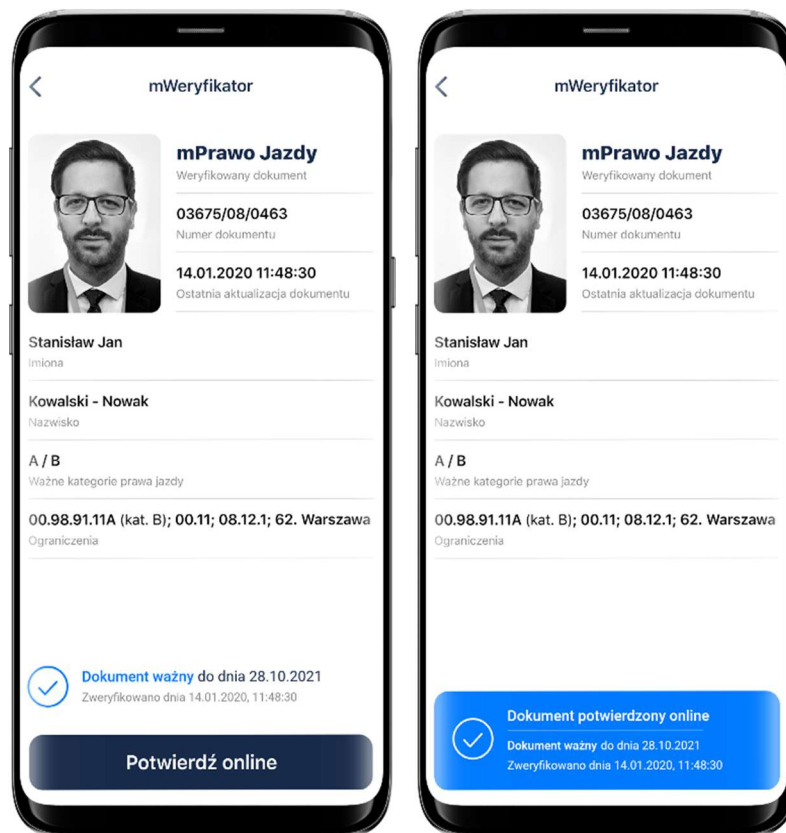 mWeryfikator
mPrawo Jazdy
Weryfikowany dokument
03675/08/0463
Numer dokumentu
14.01.2020 11:48:30
Ostatnia aktualizacja dokumentu
Stanisław Jan
Imiona
Kowalski - Nowak
Nazwisko
A / B
Ważne kategorie prawa jazdy
00.98.91.11A (kat. B); 00.11; 08.12.1; 62. Warszawa
Ograniczenia
Dokument ważny do dnia 28.10.2021
Zweryfikowano dnia 14.01.2020, 11:48:30
Potwierdź online
mWeryfikator
mPrawo Jazdy
Weryfikowany dokument
03675/08/0463
Numer dokumentu
14.01.2020 11:48:30
Ostatnia aktualizacja dokumentu
Stanisław Jan
Imiona
Kowalski - Nowak
Nazwisko
A / B
Ważne kategorie prawa jazdy
00.98.91.11A (kat. B); 00.11; 08.12.1; 62. Warszawa
Ograniczenia
Dokument potwierdzony online
Dokument ważny do dnia 28.10.2021
Zweryfikowano dnia 14.01.2020, 11:48:30